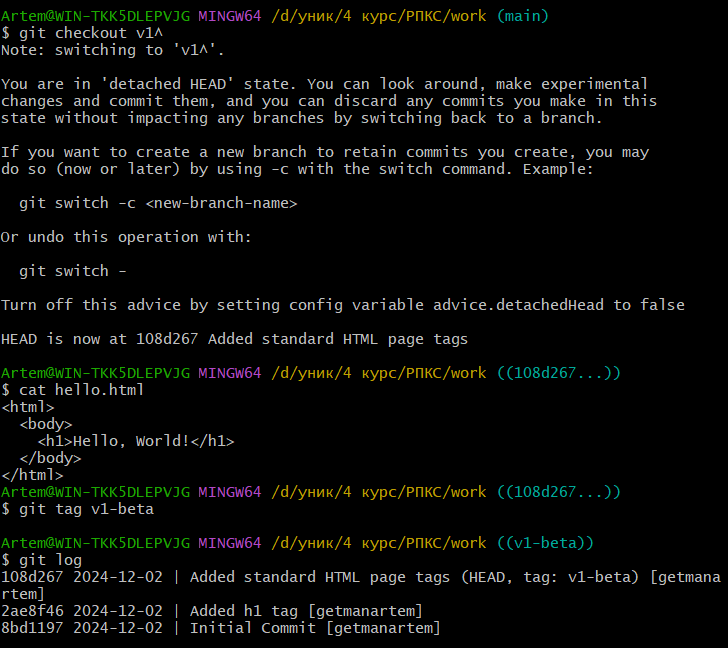 Artem@WIN-TKK5DLEPVJG MINGW64 /d/уник/4 курс/РПКС/work (main)
$ git checkout v1^
Note: switching to 'v1^'.

You are in 'detached HEAD' state. You can look around, make experimental
changes and commit them, and you can discard any commits you make in this
state without impacting any branches by switching back to a branch.

If you want to create a new branch to retain commits you create, you may
do so (now or later) by using -c with the switch command. Example:

  git switch -c <new-branch-name>

Or undo this operation with:

  git switch -

Turn off this advice by setting config variable advice.detachedHead to false

HEAD is now at 108d267 Added standard HTML page tags

Artem@WIN-TKK5DLEPVJG MINGW64 /d/уник/4 курс/РПКС/work ((108d267...))
$ cat hello.html
<html>
  <body>
    <h1>Hello, World!</h1>
  </body>
</html>
Artem@WIN-TKK5DLEPVJG MINGW64 /d/уник/4 курс/РПКС/work ((108d267...))
$ git tag v1-beta

Artem@WIN-TKK5DLEPVJG MINGW64 /d/уник/4 курс/РПКС/work ((v1-beta))
$ git log
108d267 2024-12-02 | Added standard HTML page tags (HEAD, tag: v1-beta) [getmana
rtem]
2ae8f46 2024-12-02 | Added h1 tag [getmanartem]
8bd1197 2024-12-02 | Initial Commit [getmanartem]